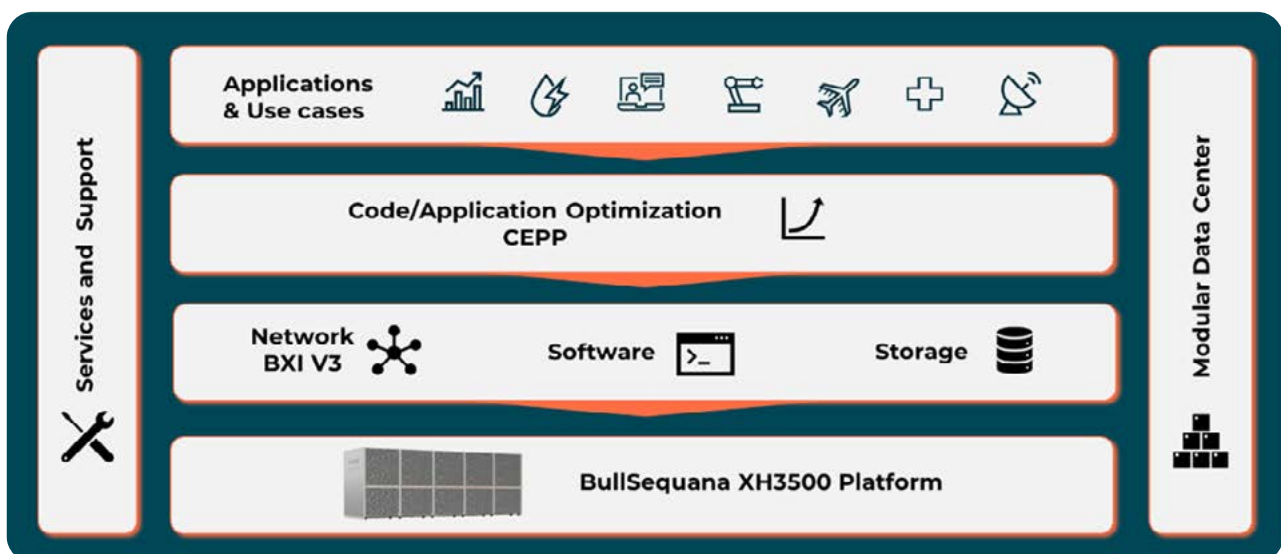 Services and Support
Applications
& Use cases
Code/Application Optimization
CEPP
Network
BXI V3
Software
>_
Storage
BullSequana XH3500 Platform
Modular Data Center